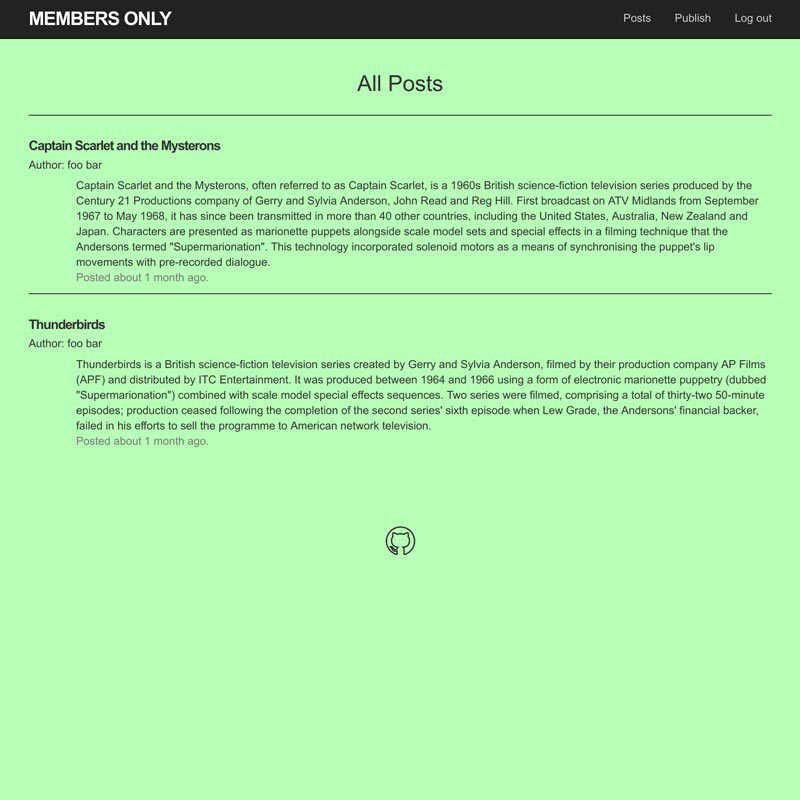 MEMBERS ONLY
Posts Publish Log out
All Posts
Captain Scarlet and the Mysterons
Author: foo bar
Captain Scarlet and the Mysterons, often referred to as Captain Scarlet, is a 1960s British science-fiction television series produced by the
Century 21 Productions company of Gerry and Sylvia Anderson, John Read and Reg Hill. First broadcast on ATV Midlands from September
1967 to May 1968, it has since been transmitted in more than 40 other countries, including the United States, Australia, New Zealand and
Japan. Characters are presented as marionette puppets alongside scale model sets and special effects in a filming technique that the
Andersons termed "Supermarionation". This technology incorporated solenoid motors as a means of synchronising the puppet's lip
movements with pre-recorded dialogue.
Posted about 1 month ago.
Thunderbirds
Author: foo bar
Thunderbirds is a British science-fiction television series created by Gerry and Sylvia Anderson, filmed by their production company AP Films
(APF) and distributed by ITC Entertainment. It was produced between 1964 and 1966 using a form of electronic marionette puppetry (dubbed
"Supermarionation") combined with scale model special effects sequences. Two series were filmed, comprising a total of thirty-two 50-minute
episodes; production ceased following the completion of the second series' sixth episode when Lew Grade, the Andersons' financial backer,
failed in his efforts to sell the programme to American network television.
Posted about 1 month ago.